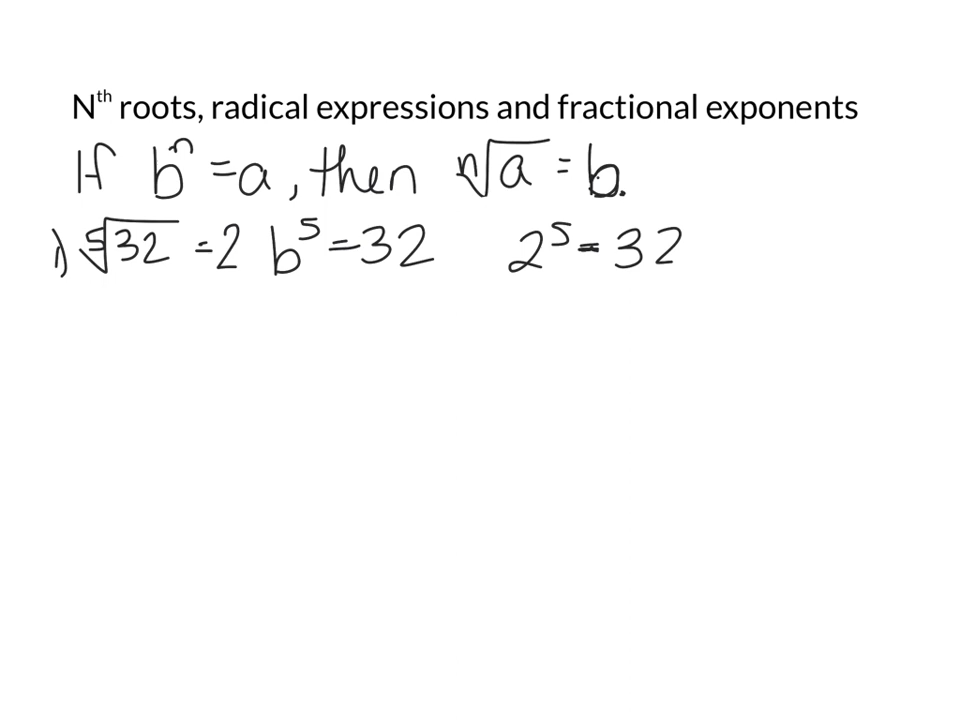 Nᵗʰ roots, radical expressions and fractional exponents
If bⁿ = a, then ⁿ√a = b.
1) ⁵√32 = 2 b⁵ = 32 2⁵ = 32